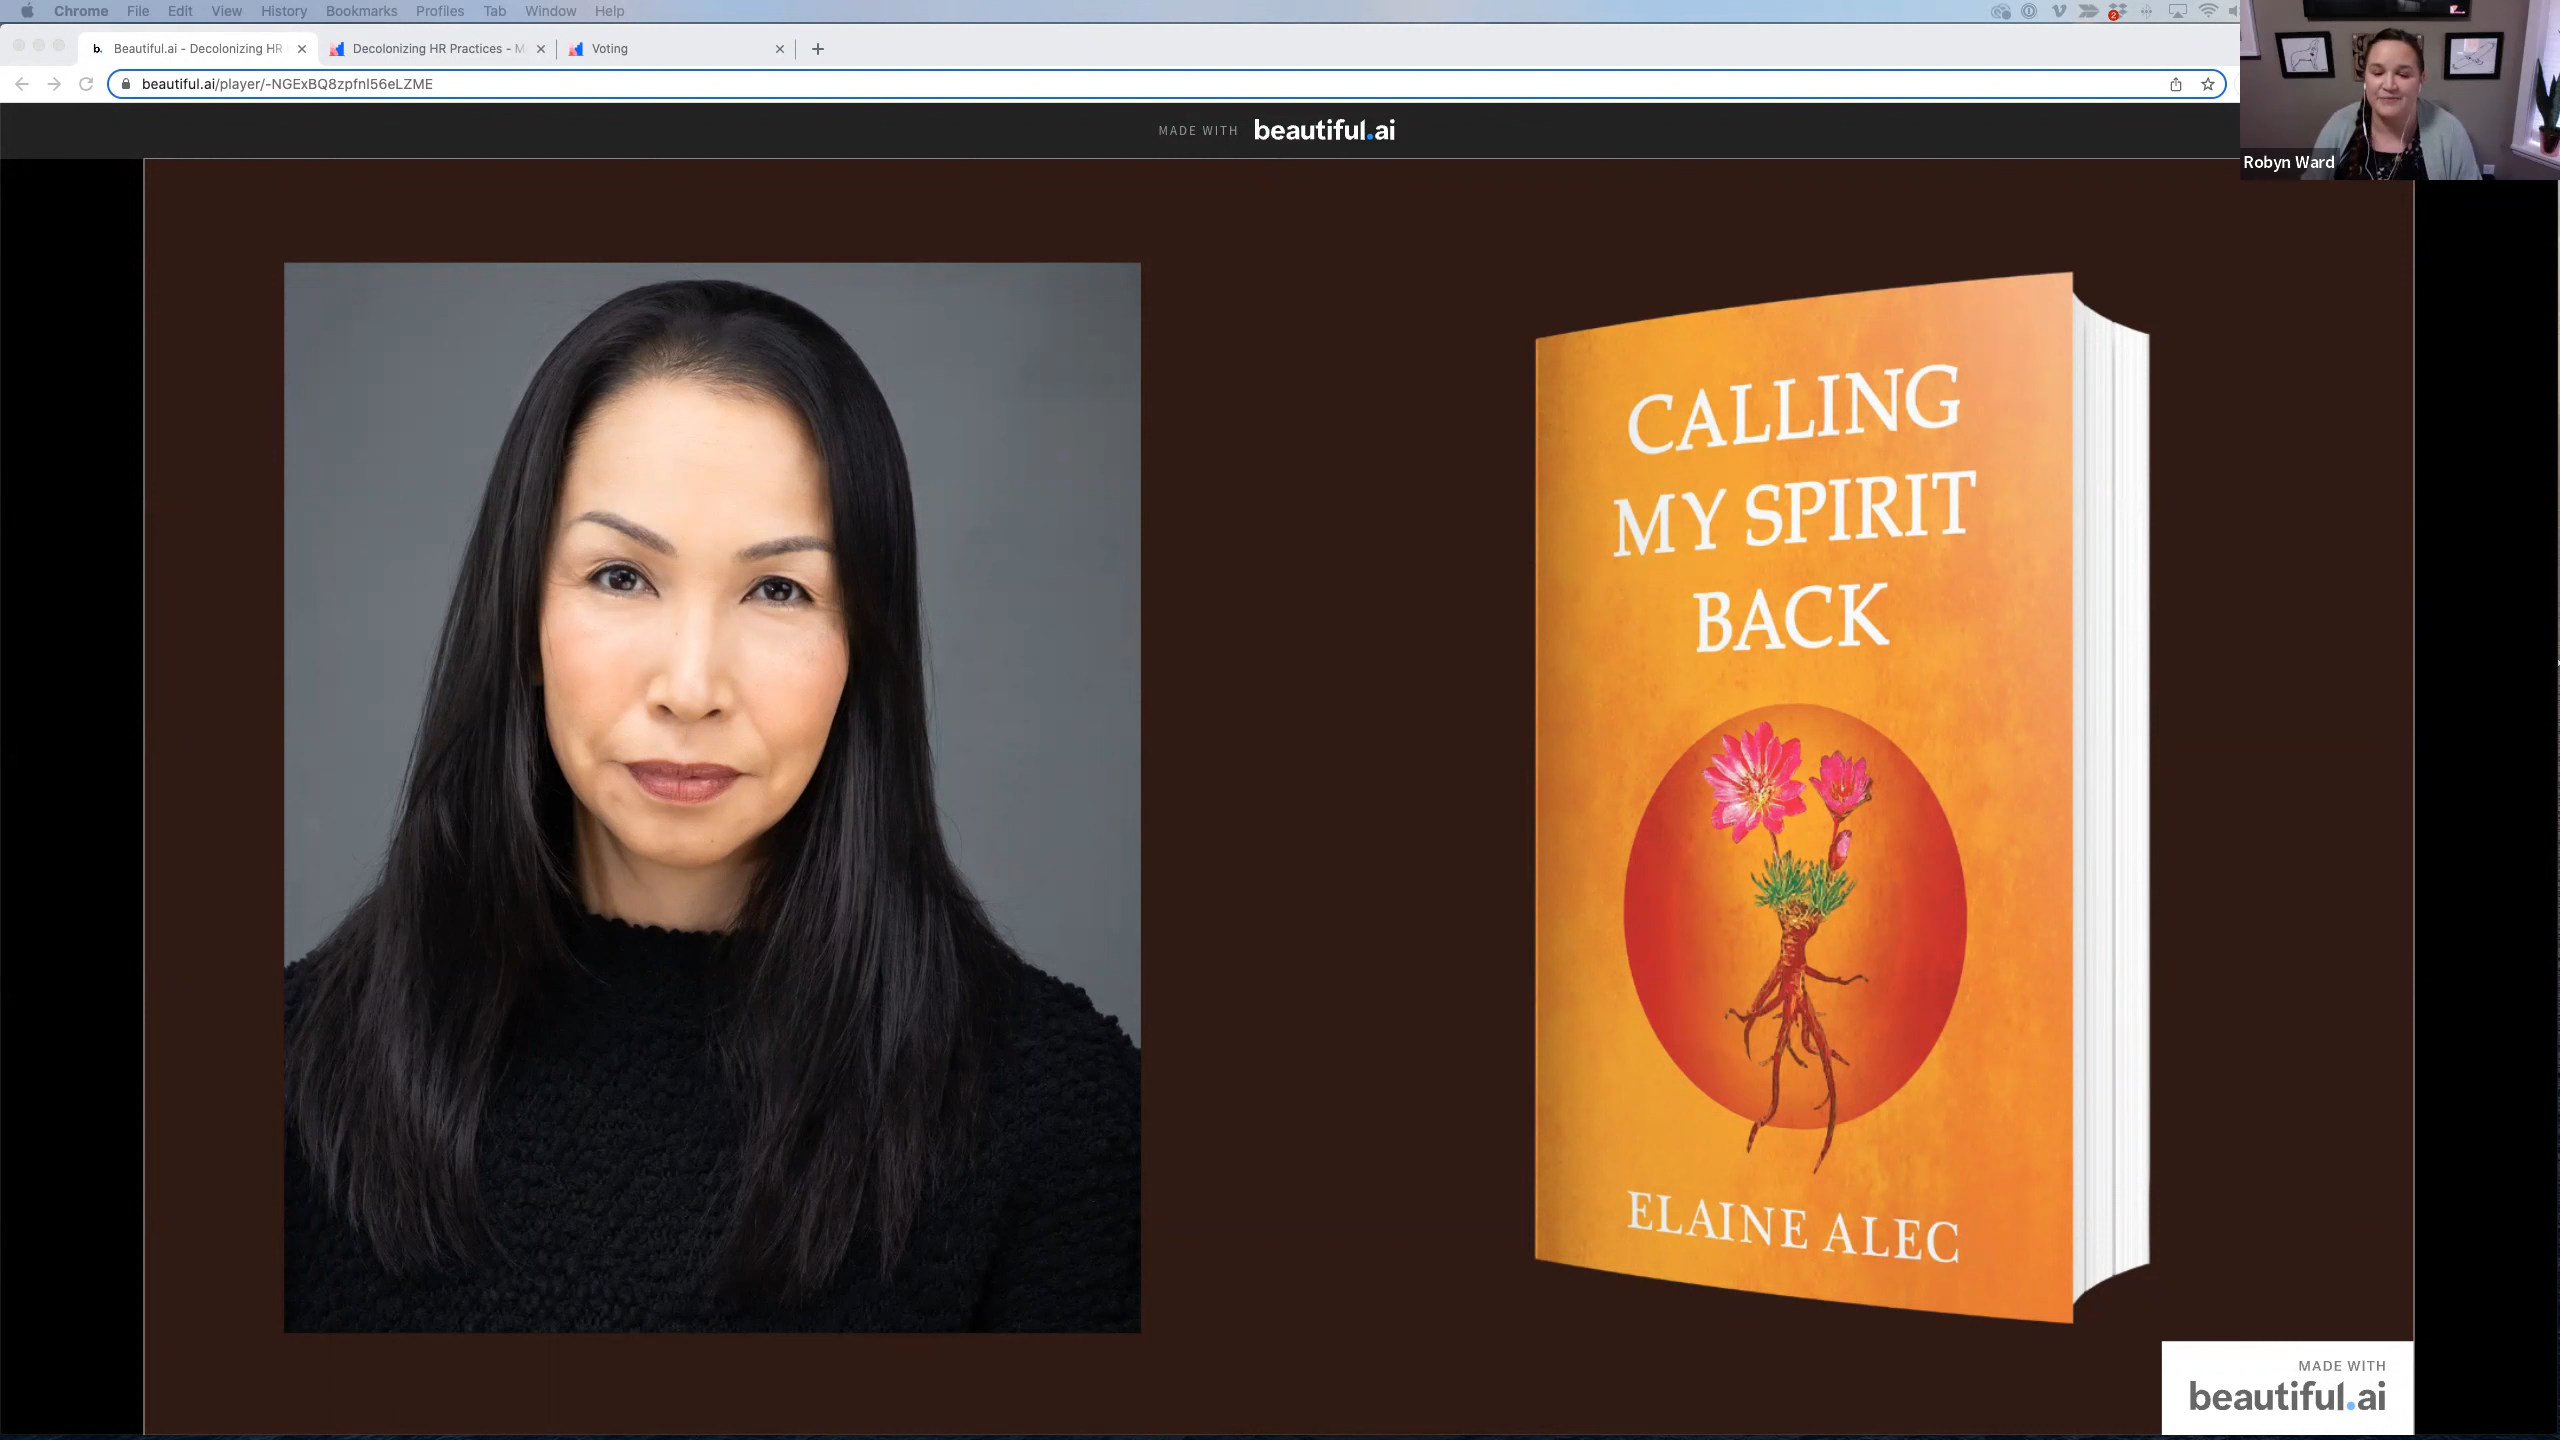 Chrome File Edit View History Bookmarks Profiles Tab Window Help
2
b. Beautiful.ai - Decolonizing HR
Decolonizing HR Practices - M
Voting
beautiful.ai/player/-NGExBQ8zpfnl56eLZME
MADE WITH beautiful.ai
Robyn Ward
CALLING
MY SPIRIT
BACK
ELAINE ALEC
MADE WITH
beautiful.ai